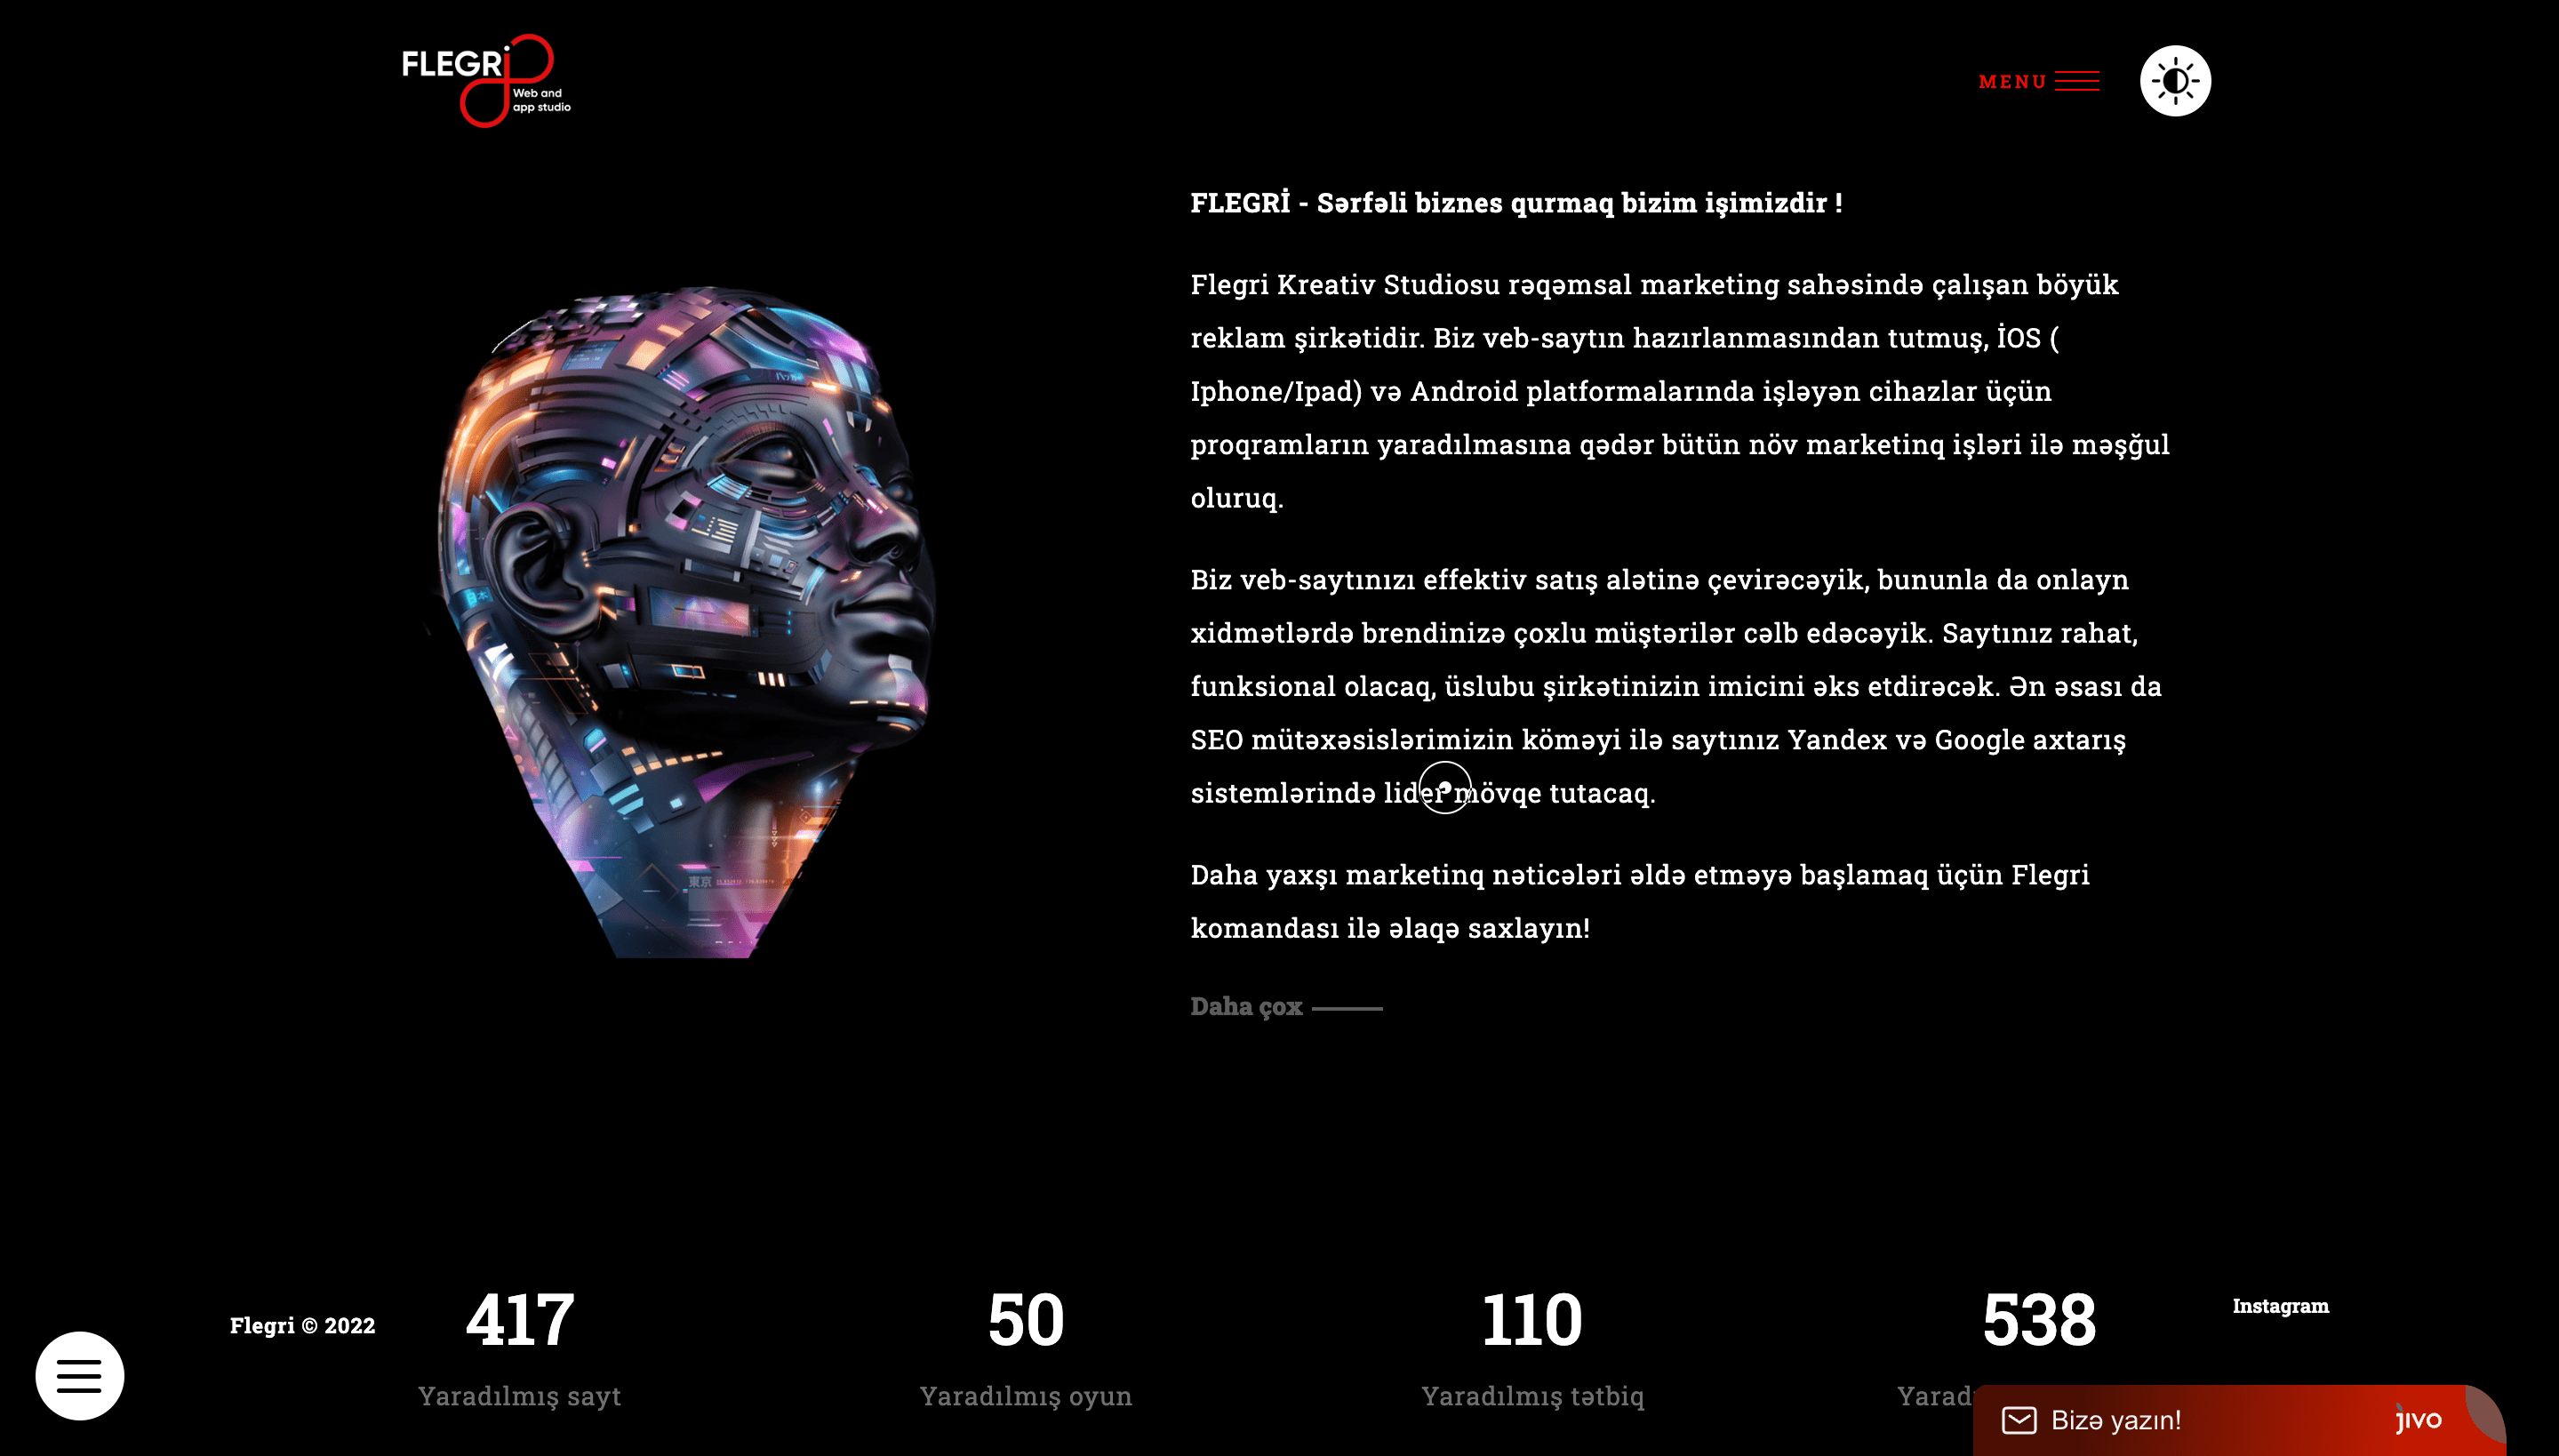 FLEGRi
Web and
app studio
MENU
FLEGRİ - Sərfəli biznes qurmaq bizim işimizdir !
Flegri Kreativ Studiosu rəqəmsal marketing sahəsində çalışan böyük
reklam şirkətidir. Biz veb-saytın hazırlanmasından tutmuş, İOS (
Iphone/Ipad) və Android platformalarında işləyən cihazlar üçün
proqramların yaradılmasına qədər bütün növ marketinq işləri ilə məşğul
oluruq.
Biz veb-saytınızı effektiv satış alətinə çevirəcəyik, bununla da onlayn
xidmətlərdə brendinizə çoxlu müştərilər cəlb edəcəyik. Saytınız rahat,
funksional olacaq, üslubu şirkətinizin imicini əks etdirəcək. Ən əsası da
SEO mütəxəsislərimizin köməyi ilə saytınız Yandex və Google axtarış
sistemlərində lider mövqe tutacaq.
Daha yaxşı marketinq nəticələri əldə etməyə başlamaq üçün Flegri
komandası ilə əlaqə saxlayın!
Daha çox
日本
東京
Flegri © 2022
417
50
110
538
Instagram
Yaradılmış sayt
Yaradılmış oyun
Yaradılmış tətbiq
Bizə yazın!
jivo